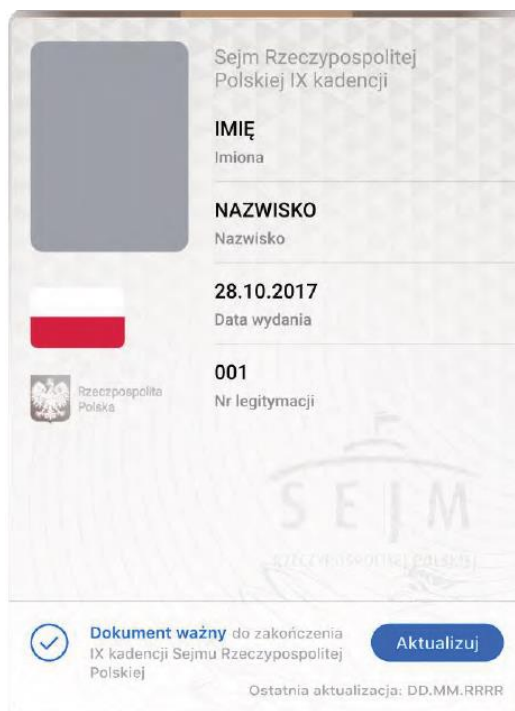 Sejm Rzeczypospolitej
Polskiej IX kadencji
IMIĘ
Imiona
NAZWISKO
Nazwisko
28.10.2017
Data wydania
001
Nr legitymacji
Rzeczpospolita
Polska
SEJM
RZECZYPOSPOLITEJ POLSKIEJ
Dokument ważny do zakończenia
IX kadencji Sejmu Rzeczypospolitej
Polskiej
Aktualizuj
Ostatnia aktualizacja: DD.MM.RRRR